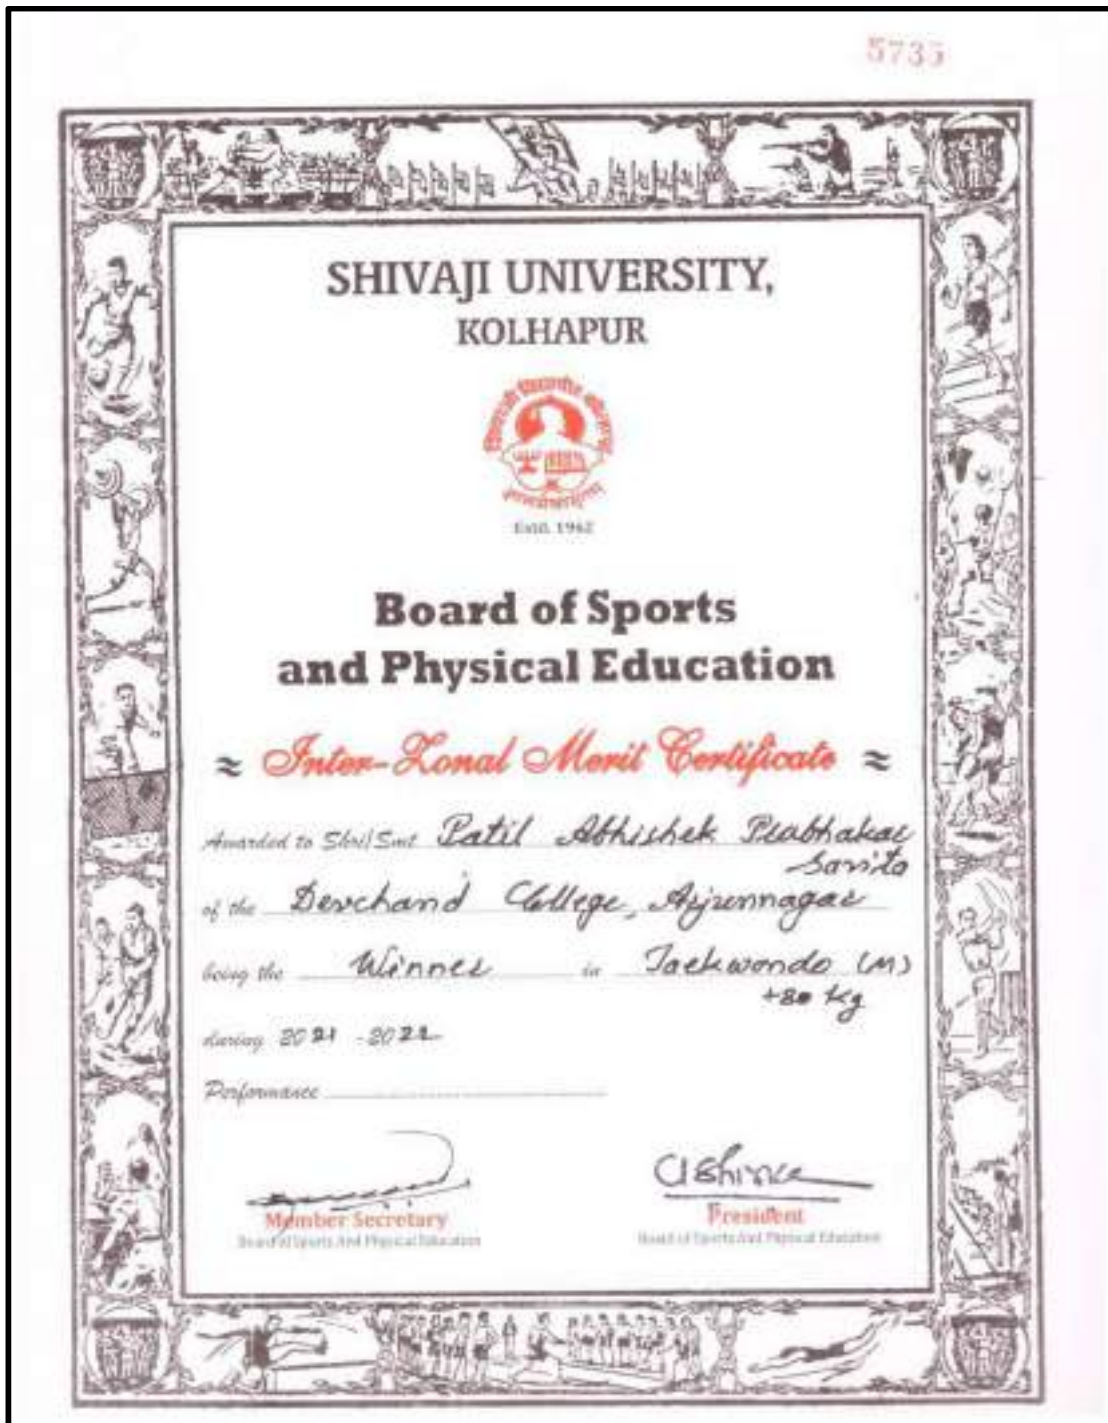 5735
SHIVAJI UNIVERSITY,
KOLHAPUR
Estd. 1962
Board of Sports
and Physical Education
≈ Inter-Zonal Merit Certificate ≈
Awarded to Shri/Smt Patil Abhishek Prabhakar
Savita
of the Devchand College, Arjunnagar
being the Winner in Taekwondo (M)
+80 kg
during 2021 - 2022
Performance
Member Secretary President
Board of Sports And Physical Education Board of Sports And Physical Education